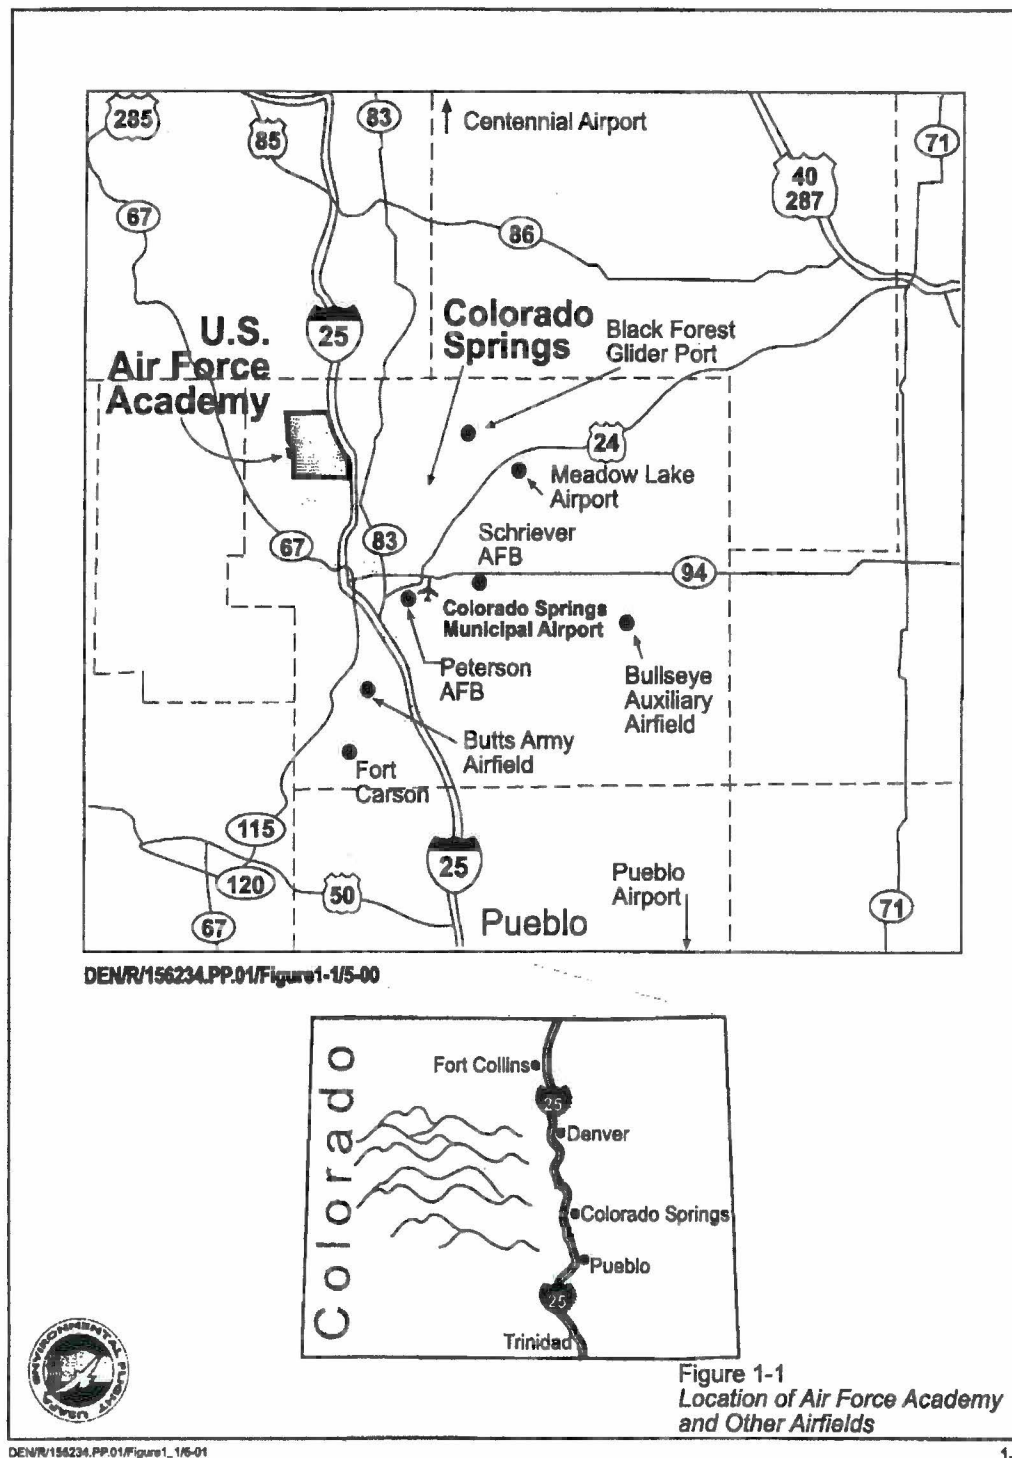 285
85
83
Centennial Airport
71
40
287
67
86
U.S.
Air Force
Academy
25
Colorado
Springs
Black Forest
Glider Port
24
Meadow Lake
Airport
67
83
Schriever
AFB
94
Colorado Springs
Municipal Airport
Peterson
AFB
Bullseye
Auxiliary
Airfield
Butts Army
Airfield
Fort
Carson
115
120
50
67
25
Pueblo
Pueblo
Airport
71
DEN/R/156234.PP.01/Figure1-1/5-00
Colorado
Fort Collins
25
Denver
Colorado Springs
Pueblo
25
Trinidad
ENVIRONMENTAL FLIGHT
USAFA
Figure 1-1
Location of Air Force Academy
and Other Airfields
DEN/R/156234.PP.01/Figure1_1/5-01
1-